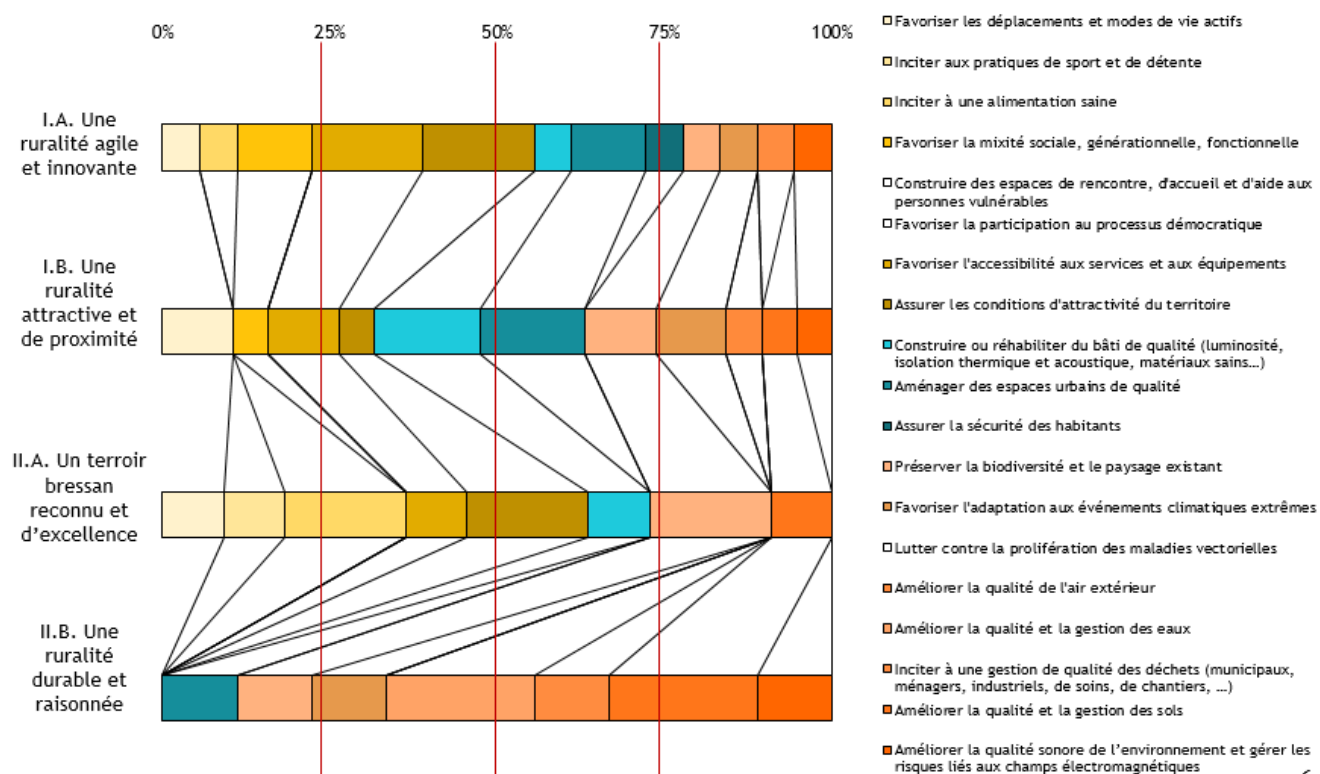 0%
25%
50%
75%
100%
I.A. Une
ruralité agile
et innovante
I.B. Une
ruralité
attractive et
de proximité
II.A. Un terroir
bressan
reconnu et
d'excellence
II.B. Une
ruralité
durable et
raisonnée
Favoriser les déplacements et modes de vie actifs
Inciter aux pratiques de sport et de détente
Inciter à une alimentation saine
Favoriser la mixité sociale, générationnelle, fonctionnelle
Construire des espaces de rencontre, d'accueil et d'aide aux
personnes vulnérables
Favoriser la participation au processus démocratique
Favoriser l'accessibilité aux services et aux équipements
Assurer les conditions d'attractivité du territoire
Construire ou réhabiliter du bâti de qualité (luminosité,
isolation thermique et acoustique, matériaux sains…)
Aménager des espaces urbains de qualité
Assurer la sécurité des habitants
Préserver la biodiversité et le paysage existant
Favoriser l'adaptation aux événements climatiques extrêmes
Lutter contre la prolifération des maladies vectorielles
Améliorer la qualité de l'air extérieur
Améliorer la qualité et la gestion des eaux
Inciter à une gestion de qualité des déchets (municipaux,
ménagers, industriels, de soins, de chantiers, …)
Améliorer la qualité et la gestion des sols
Améliorer la qualité sonore de l'environnement et gérer les
risques liés aux champs électromagnétiques